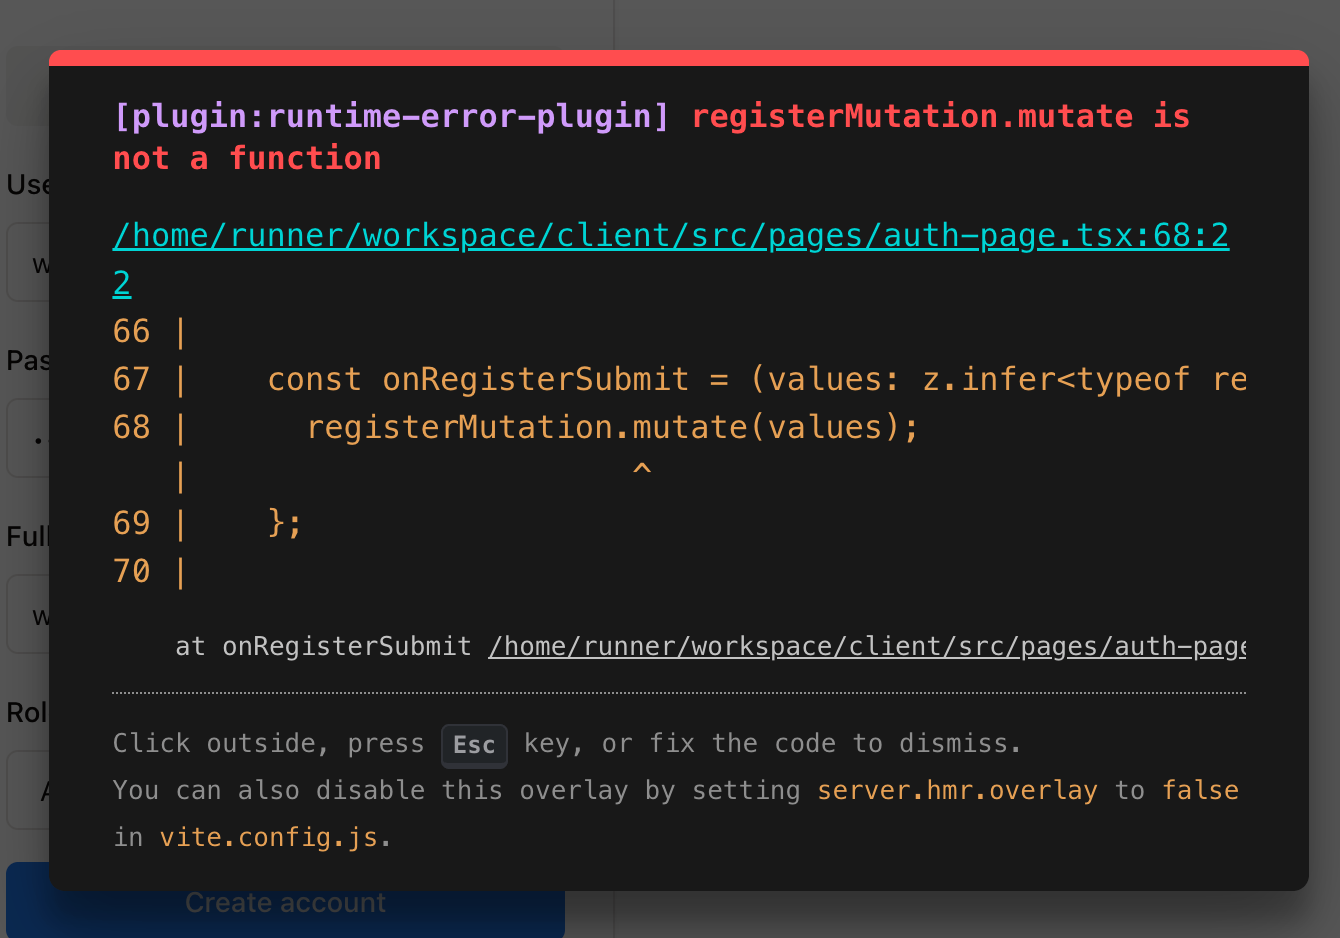 [plugin:runtime-error-plugin] registerMutation.mutate is
not a function
/home/runner/workspace/client/src/pages/auth-page.tsx:68:2
2
66 |
67 |    const onRegisterSubmit = (values: z.infer<typeof re
68 |      registerMutation.mutate(values);
   |                       ^
69 |    };
70 |
at onRegisterSubmit /home/runner/workspace/client/src/pages/auth-page
Click outside, press Esc key, or fix the code to dismiss.
You can also disable this overlay by setting server.hmr.overlay to false
in vite.config.js.
Use
Pas
Full
Rol
Create account